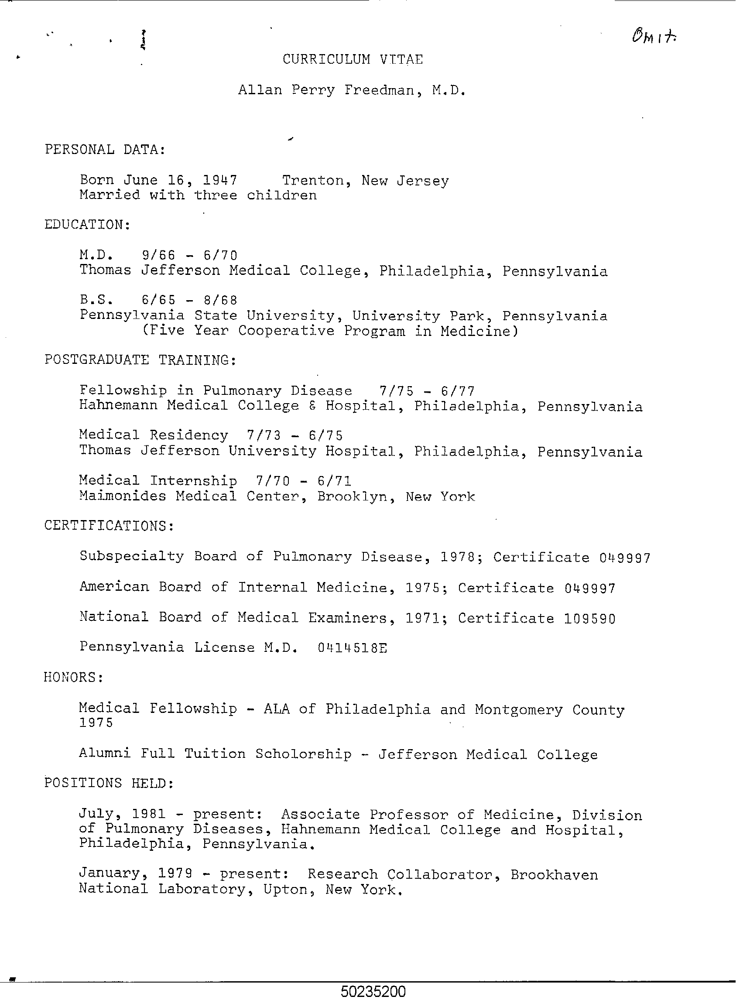 Omit.
CURRICULUM VITAE
Allan Perry Freedman, M.D.
PERSONAL DATA:
Born June 16, 1947 Trenton, New Jersey
Married with three children
EDUCATION:
M.D. 9/66 - 6/70
Thomas Jefferson Medical College, Philadelphia, Pennsylvania
B.S. 6/65 - 8/68
Pennsylvania State University, University Park, Pennsylvania
(Five Year Cooperative Program in Medicine)
POSTGRADUATE TRAINING:
Fellowship in Pulmonary Disease 7/75 - 6/77
Hahnemann Medical College & Hospital, Philadelphia, Pennsylvania
Medical Residency 7/73 - 6/75
Thomas Jefferson University Hospital, Philadelphia, Pennsylvania
Medical Internship 7/70 - 6/71
Maimonides Medical Center, Brooklyn, New York
CERTIFICATIONS:
Subspecialty Board of Pulmonary Disease, 1978; Certificate 049997
American Board of Internal Medicine, 1975; Certificate 049997
National Board of Medical Examiners, 1971; Certificate 109590
Pennsylvania License M.D. 0414518E
HONORS:
Medical Fellowship - ALA of Philadelphia and Montgomery County
1975
Alumni Full Tuition Scholorship - Jefferson Medical College
POSITIONS HELD:
July, 1981 - present: Associate Professor of Medicine, Division
of Pulmonary Diseases, Hahnemann Medical College and Hospital,
Philadelphia, Pennsylvania.
January, 1979 - present: Research Collaborator, Brookhaven
National Laboratory, Upton, New York.
50235200